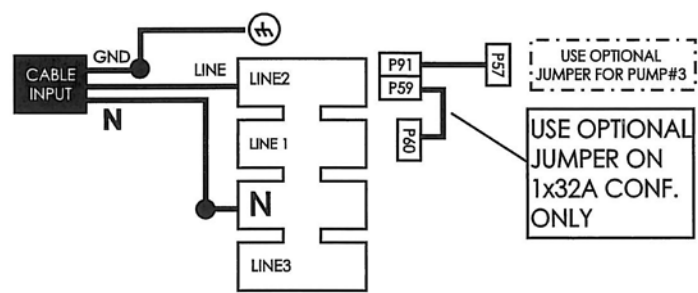 GND
CABLE
INPUT
LINE
N
LINE2
LINE 1
N
LINE3
P91
P59
P57
P60
USE OPTIONAL
JUMPER FOR PUMP#3
USE OPTIONAL
JUMPER ON
1x32A CONF.
ONLY